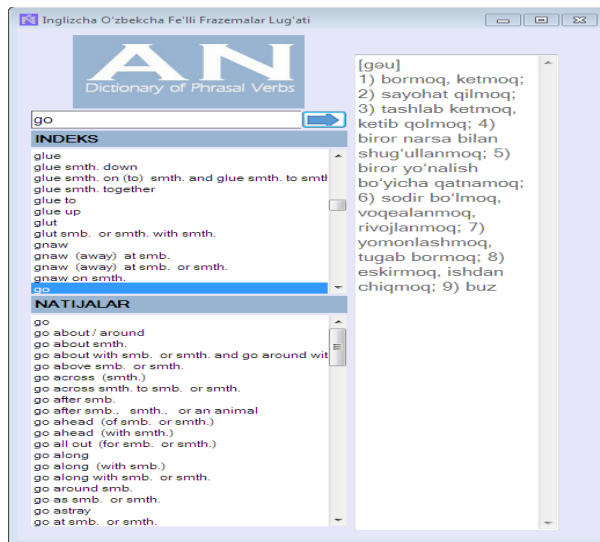 Inglizcha O'zbekcha Fe'lli Frazemalar Lug'ati
AN
Dictionary of Phrasal Verbs
go
INDEKS
glue
glue smth. down
glue smth. on (to) smth. and glue smth. to smth
glue smth. together
glue to
glue up
glut
glut smb. or smth. with smth.
gnaw
gnaw (away) at smb.
gnaw (away) at smb. or smth.
gnaw on smth.
go
NATIJALAR
go
go about / around
go about smth.
go about with smb. or smth. and go around wit
go above smb. or smth.
go across (smth.)
go across smth. to smb. or smth.
go after smb.
go after smb., smth., or an animal
go ahead (of smb. or smth.)
go ahead (with smth.)
go all out (for smb. or smth.)
go along
go along (with smb.)
go along with smb. or smth.
go around smb.
go as smb. or smth.
go astray
go at smb. or smth.
[gəu]
1) bormoq, ketmoq;
2) sayohat qilmoq;
3) tashlab ketmoq,
ketib qolmoq; 4)
biror narsa bilan
shug'ullanmoq; 5)
biror yo'nalish
bo'yicha qatnamoq;
6) sodir bo'lmoq,
voqealanmoq,
rivojlanmoq; 7)
yomonlashmoq,
tugab bormoq; 8)
eskirmoq, ishdan
chiqmoq; 9) buz